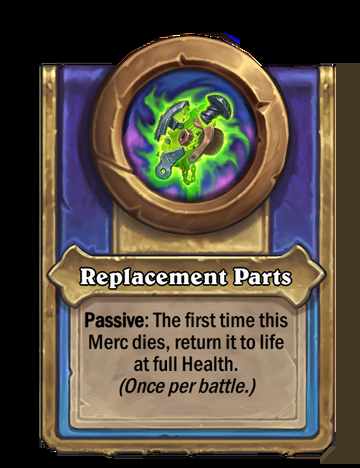 Replacement Parts
Passive: The first time this
Merc dies, return it to life
at full Health.
(Once per battle.)